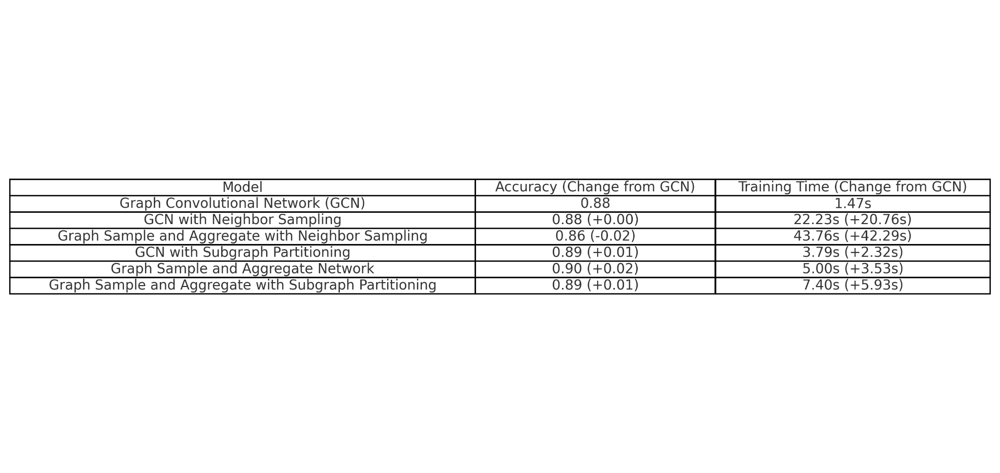 Model Accuracy (Change from GCN) Training Time (Change from GCN)
Graph Convolutional Network (GCN) 0.88 1.47s
GCN with Neighbor Sampling 0.88 (+0.00) 22.23s (+20.76s)
Graph Sample and Aggregate with Neighbor Sampling 0.86 (-0.02) 43.76s (+42.29s)
GCN with Subgraph Partitioning 0.89 (+0.01) 3.79s (+2.32s)
Graph Sample and Aggregate Network 0.90 (+0.02) 5.00s (+3.53s)
Graph Sample and Aggregate with Subgraph Partitioning 0.89 (+0.01) 7.40s (+5.93s)